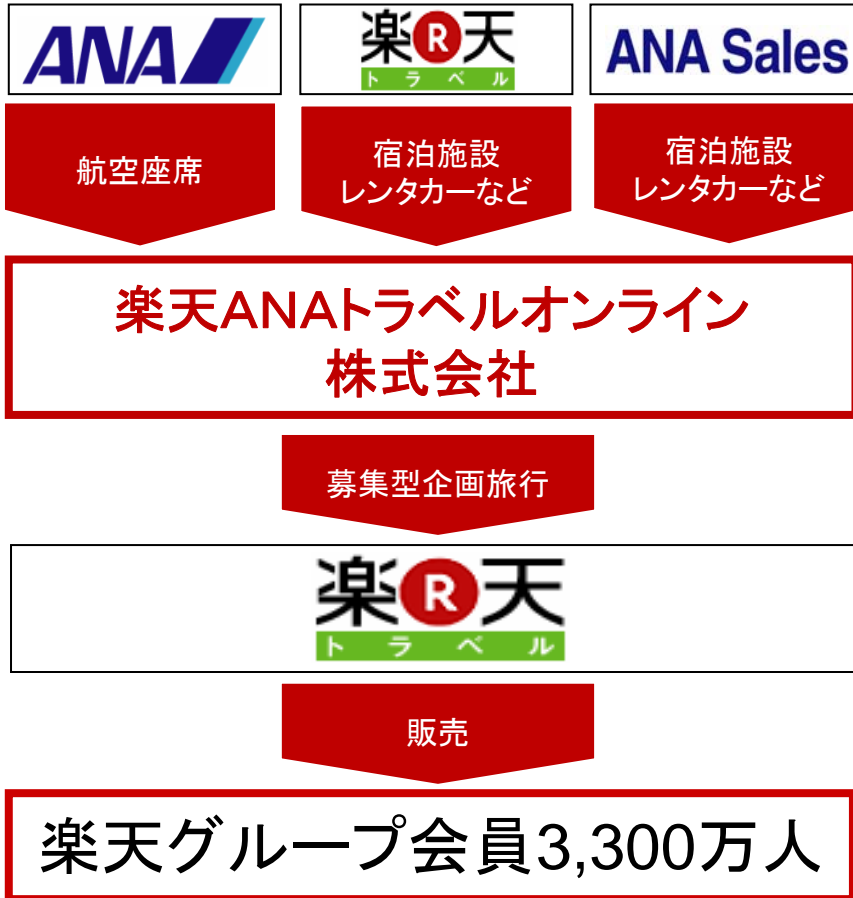 ANA
楽R天
トラベル
ANA Sales
航空座席
宿泊施設
レンタカーなど
宿泊施設
レンタカーなど
楽天ANAトラベルオンライン
株式会社
募集型企画旅行
楽R天
トラベル
販売
楽天グループ会員3,300万人